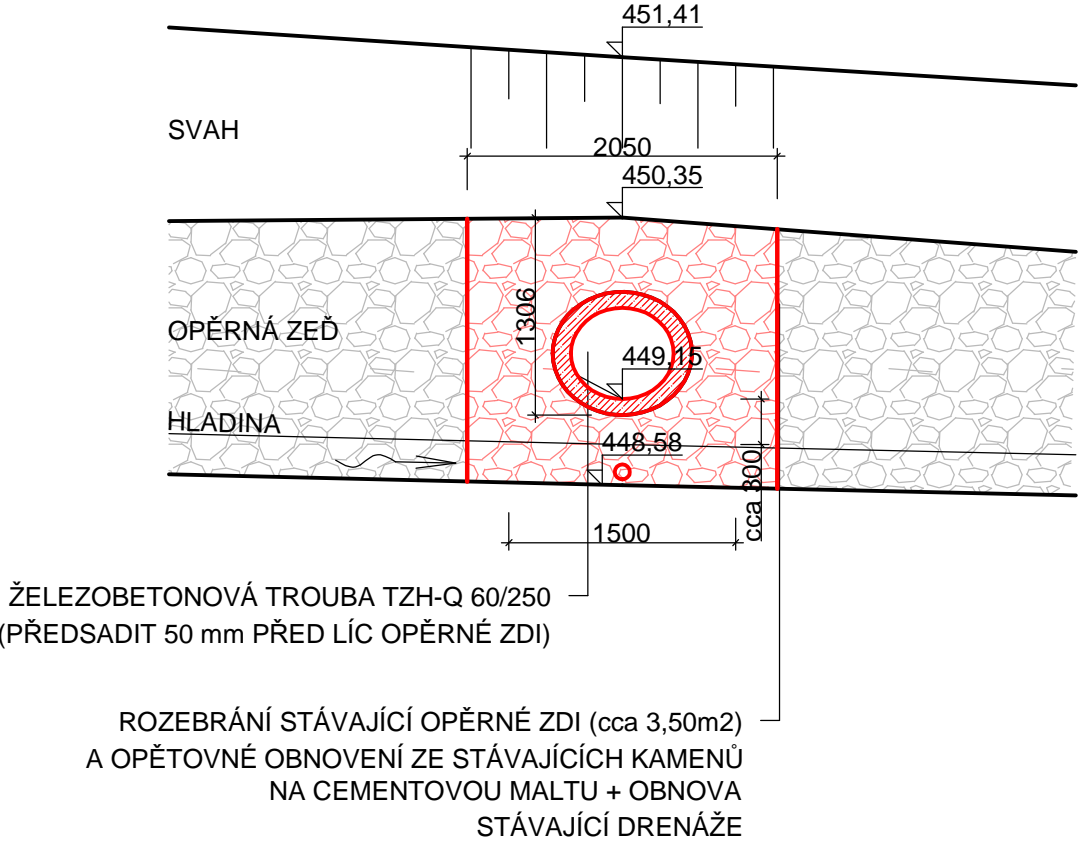 451,41
SVAH
2050
450,35
1306
OPĚRNÁ ZEĎ
449,15
HLADINA
448,58
cca 300
1500
ŽELEZOBETONOVÁ TROUBA TZH-Q 60/250
(PŘEDSADIT 50 mm PŘED LÍC OPĚRNÉ ZDI)
ROZEBRÁNÍ STÁVAJÍCÍ OPĚRNÉ ZDI (cca 3,50m2)
A OPĚTOVNÉ OBNOVENÍ ZE STÁVAJÍCÍCH KAMENŮ
NA CEMENTOVOU MALTU + OBNOVA
STÁVAJÍCÍ DRENÁŽE